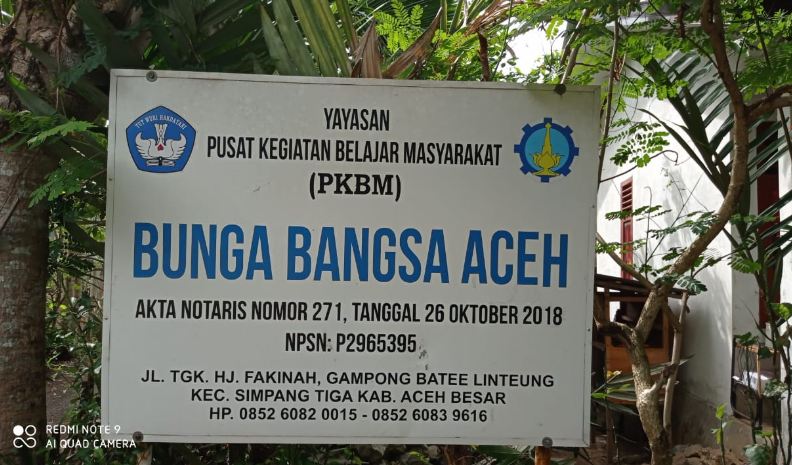 TUT WURI HANDAYANI
YAYASAN
PUSAT KEGIATAN BELAJAR MASYARAKAT
(PKBM)
BUNGA BANGSA ACEH
AKTA NOTARIS NOMOR 271, TANGGAL 26 OKTOBER 2018
NPSN: P2965395
JL. TGK. HJ. FAKINAH, GAMPONG BATEE LINTEUNG
KEC. SIMPANG TIGA KAB. ACEH BESAR
HP. 0852 6082 0015 - 0852 6083 9616
REDMI NOTE 9
AI QUAD CAMERA